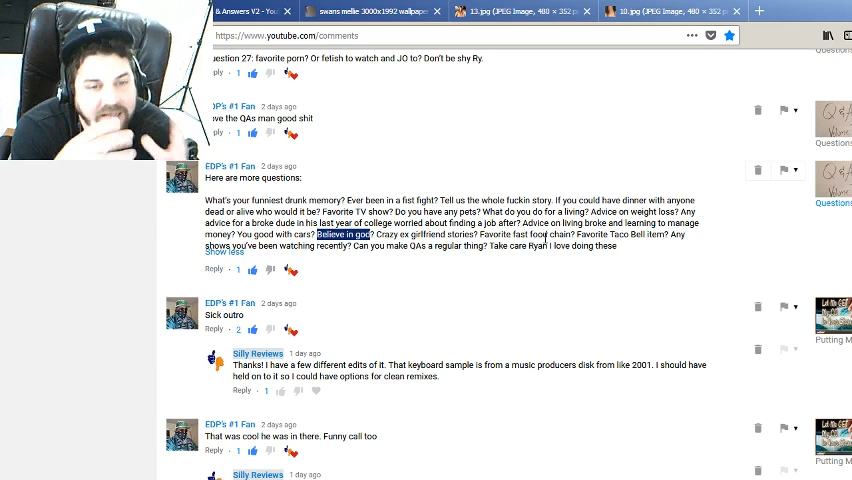 & Answers V2 - You
swans mellie 3000x1992 wallpaper
13.jpg (JPEG Image, 480 × 352 p
10.jpg (JPEG Image, 480 × 352 p
https://www.youtube.com/comments
uestion 27: favorite porn? Or fetish to watch and JO to? Don't be shy Ry.
ply · 1
Questions
EDP's #1 Fan 2 days ago
ove the QAs man good shit
ply · 1
Q & A
Questions
EDP's #1 Fan 2 days ago
Here are more questions:
What's your funniest drunk memory? Ever been in a fist fight? Tell us the whole fuckin story. If you could have dinner with anyone
dead or alive who would it be? Favorite TV show? Do you have any pets? What do you do for a living? Advice on weight loss? Any
advice for a broke dude in his last year of college worried about finding a job after? Advice on living broke and learning to manage
money? You good with cars? Believe in god? Crazy ex girlfriend stories? Favorite fast food chain? Favorite Taco Bell item? Any
shows you've been watching recently? Can you make QAs a regular thing? Take care Ryan I love doing these
Show less
Reply · 1
Q & A
Questions
EDP's #1 Fan 2 days ago
Sick outro
Reply · 2
Putting M
Silly Reviews 1 day ago
Thanks! I have a few different edits of it. That keyboard sample is from a music producers disk from like 2001. I should have
held on to it so I could have options for clean remixes.
Reply · 1
EDP's #1 Fan 2 days ago
That was cool he was in there. Funny call too
Reply · 1
Putting M
Silly Reviews 1 day ago